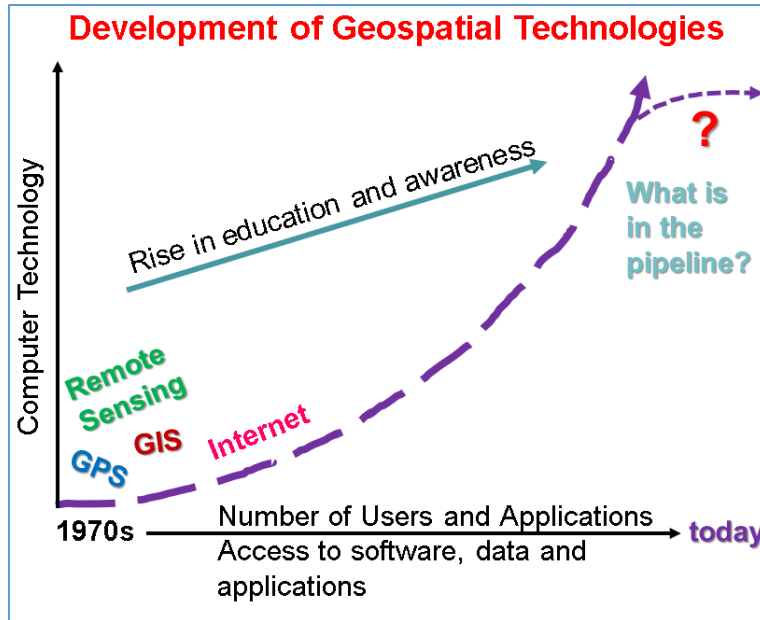 Development of Geospatial Technologies
Computer Technology
Rise in education and awareness
?
What is
in the
pipeline?
Remote
Sensing
GIS
GPS
Internet
1970s
Number of Users and Applications
today
Access to software, data and
applications